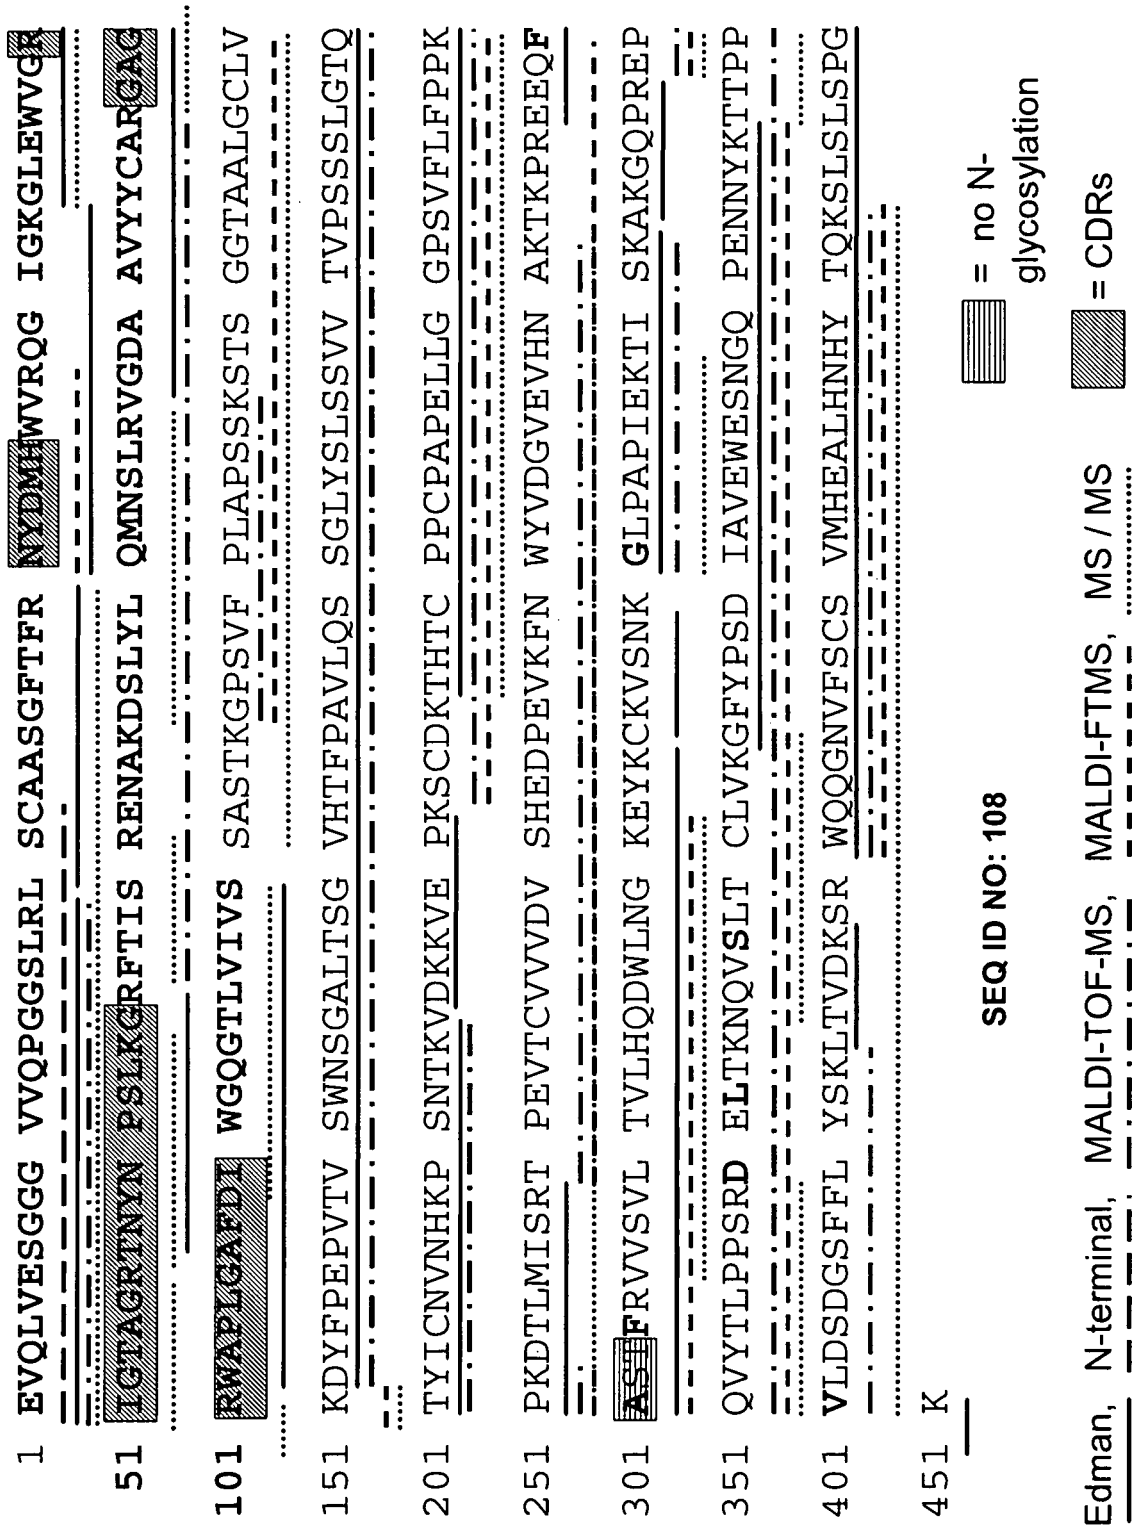 1 EVQLVESGGG VVQPGGSLRL SCAASGFTFR NYDMHWVRQG IGKGLEWVGR
51 IGTAGRTNYN PSLKGRFTIS RENAKDSLYL QMNSLRVGDA AVYYCARGAG
101 RWAPLGAFDI WGQGTLVIVS SASTKGPSVF PLAPSSKSTS GGTAALGCLV
151 KDYFPEPVTV SWNSGALTSG VHTFPAVLQS SGLYSLSSVV TVPSSSLGTQ
201 TYICNVNHKP SNTKVDKKVE PKSCDKTHTC PPCPAPELLG GPSVFLFPPK
251 PKDTLMISRT PEVTCVVVDV SHEDPEVKFN WYVDGVEVHN AKTKPREEQF
301 ASTFRVVSVL TVLHQDWLNG KEYKCKVSNK GLPAPIEKTI SKAKGQPREP
351 QVYTLPPSRD ELTKNQVSLT CLVKGFYPSD IAVEWESNGQ PENNYKTTPP
401 VLDSDGSFFL YSKLTVDKSR WQQGNVFSCS VMHEALHNHY TQKSLSLSPG
451 K
SEQ ID NO: 108
= no N-
glycosylation
Edman, N-terminal, MALDI-TOF-MS, MALDI-FTMS, MS / MS
= CDRs